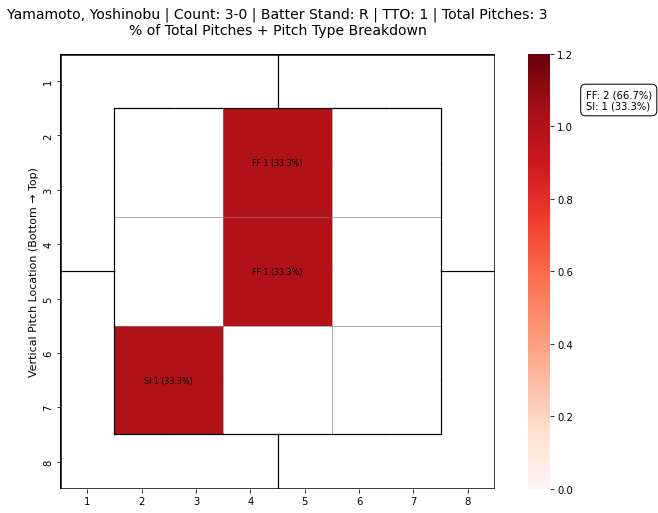 Yamamoto, Yoshinobu | Count: 3-0 | Batter Stand: R | TTO: 1 | Total Pitches: 3
% of Total Pitches + Pitch Type Breakdown
Vertical Pitch Location (Bottom → Top)
1
2
3
4
5
6
7
8
FF 1 (33.3%)
FF 1 (33.3%)
SI 1 (33.3%)
1 2 3 4 5 6 7 8
1.2
1.0
0.8
0.6
0.4
0.2
0.0
FF: 2 (66.7%)
SI: 1 (33.3%)